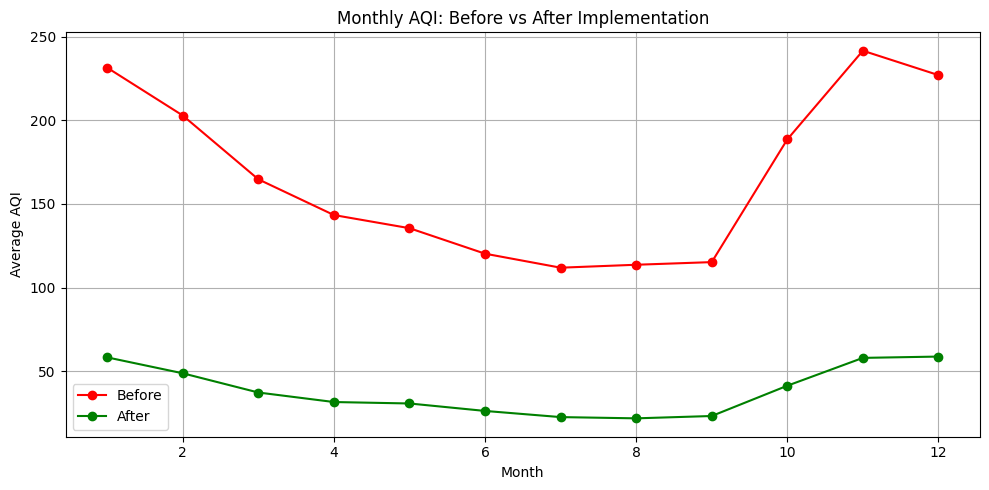 Monthly AQI: Before vs After Implementation
250
200
150
100
50
Average AQI
Before
After
2 4 6 8 10 12
Month